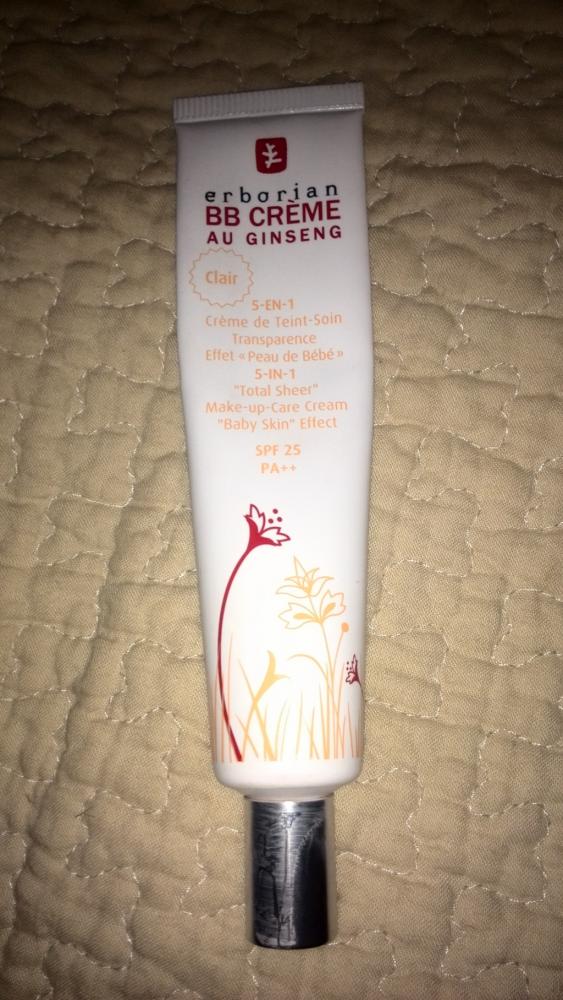 erborian
BB CRÈME
AU GINSENG
Clair
5-EN-1
Crème de Teint-Soin
Transparence
Effet « Peau de Bébé »
5-IN-1
"Total Sheer"
Make-up-Care Cream
"Baby Skin" Effect
SPF 25
PA++